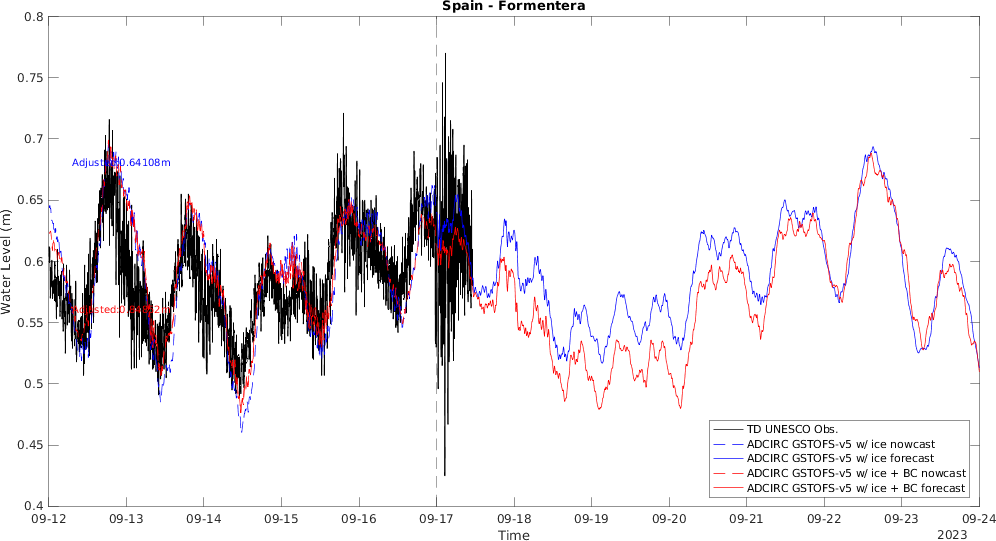 Spain - Formentera
0.8
0.75
0.7
0.65
0.6
0.55
0.5
0.45
0.4
Water Level (m)
Adjusted:0.64108m
09-12
09-13
09-14
09-15
09-16
09-17
09-18
09-19
09-20
09-21
09-22
09-23
09-24
Time
2023
TD UNESCO Obs.
ADCIRC GSTOFS-v5 w/ ice nowcast
ADCIRC GSTOFS-v5 w/ ice forecast
ADCIRC GSTOFS-v5 w/ ice + BC nowcast
ADCIRC GSTOFS-v5 w/ ice + BC forecast